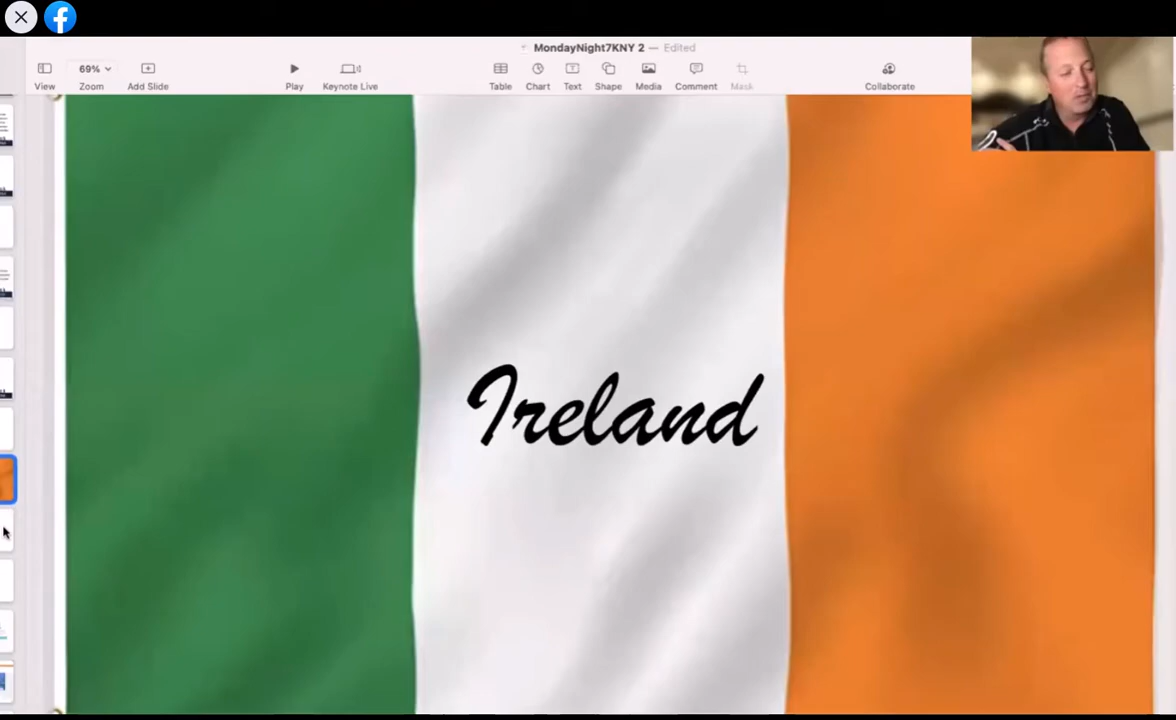 MondayNight7KNY 2 — Edited
69%
View Zoom Add Slide Play Keynote Live Table Chart Text Shape Media Comment Mask Collaborate
Ireland